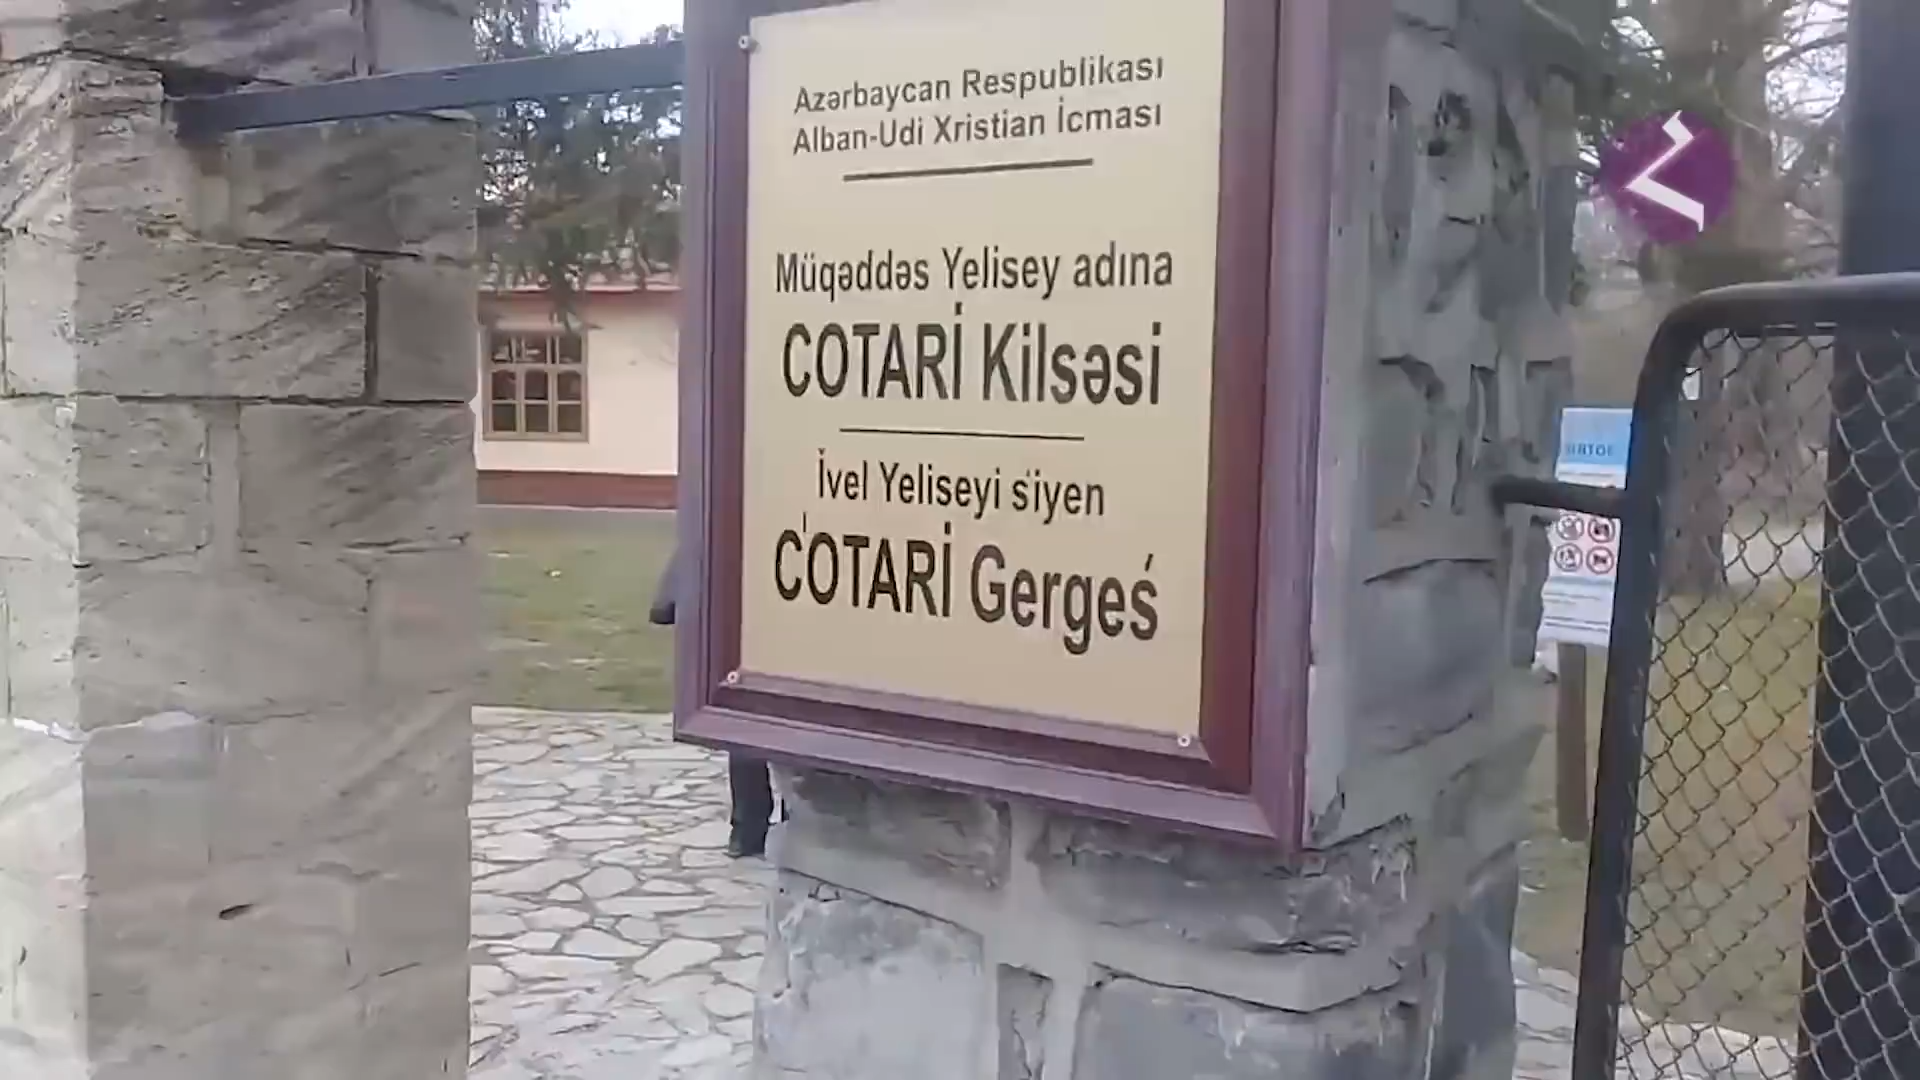 Azərbaycan Respublikası
Alban-Udi Xristian İcması
Müqəddəs Yelisey adına
COTARİ Kilsəsi
İvel Yeliseyi s̈iyen
C'OTARİ Gergeś